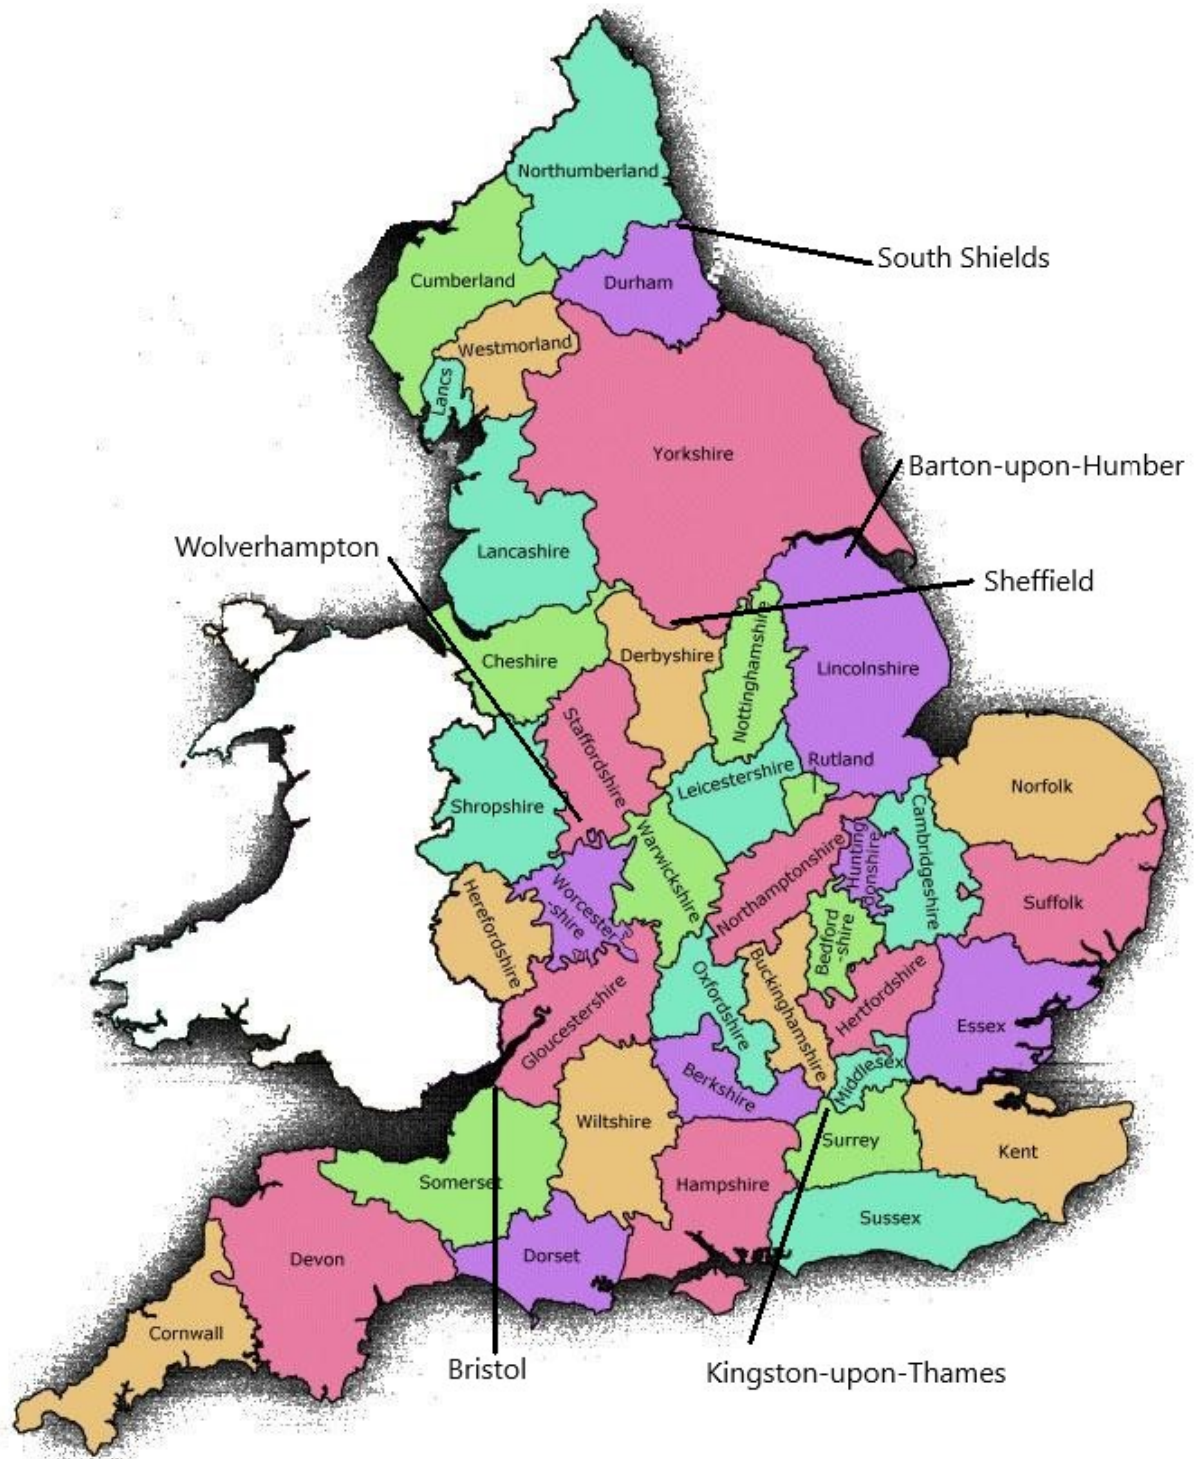 Northumberland
South Shields
Cumberland
Durham
Westmorland
Lancs
Yorkshire
Barton-upon-Humber
Wolverhampton
Lancashire
Sheffield
Cheshire
Derbyshire
Nottinghamshire
Lincolnshire
Staffordshire
Rutland
Leicestershire
Norfolk
Shropshire
Warwickshire
Cambridgeshire
Hunting
donshire
Northamptonshire
Suffolk
Worcester
-shire
Herefordshire
Bedford
-shire
Buckinghamshire
Hertfordshire
Oxfordshire
Gloucestershire
Essex
Middlesex
Berkshire
Wiltshire
Surrey
Kent
Somerset
Hampshire
Sussex
Dorset
Devon
Cornwall
Bristol
Kingston-upon-Thames